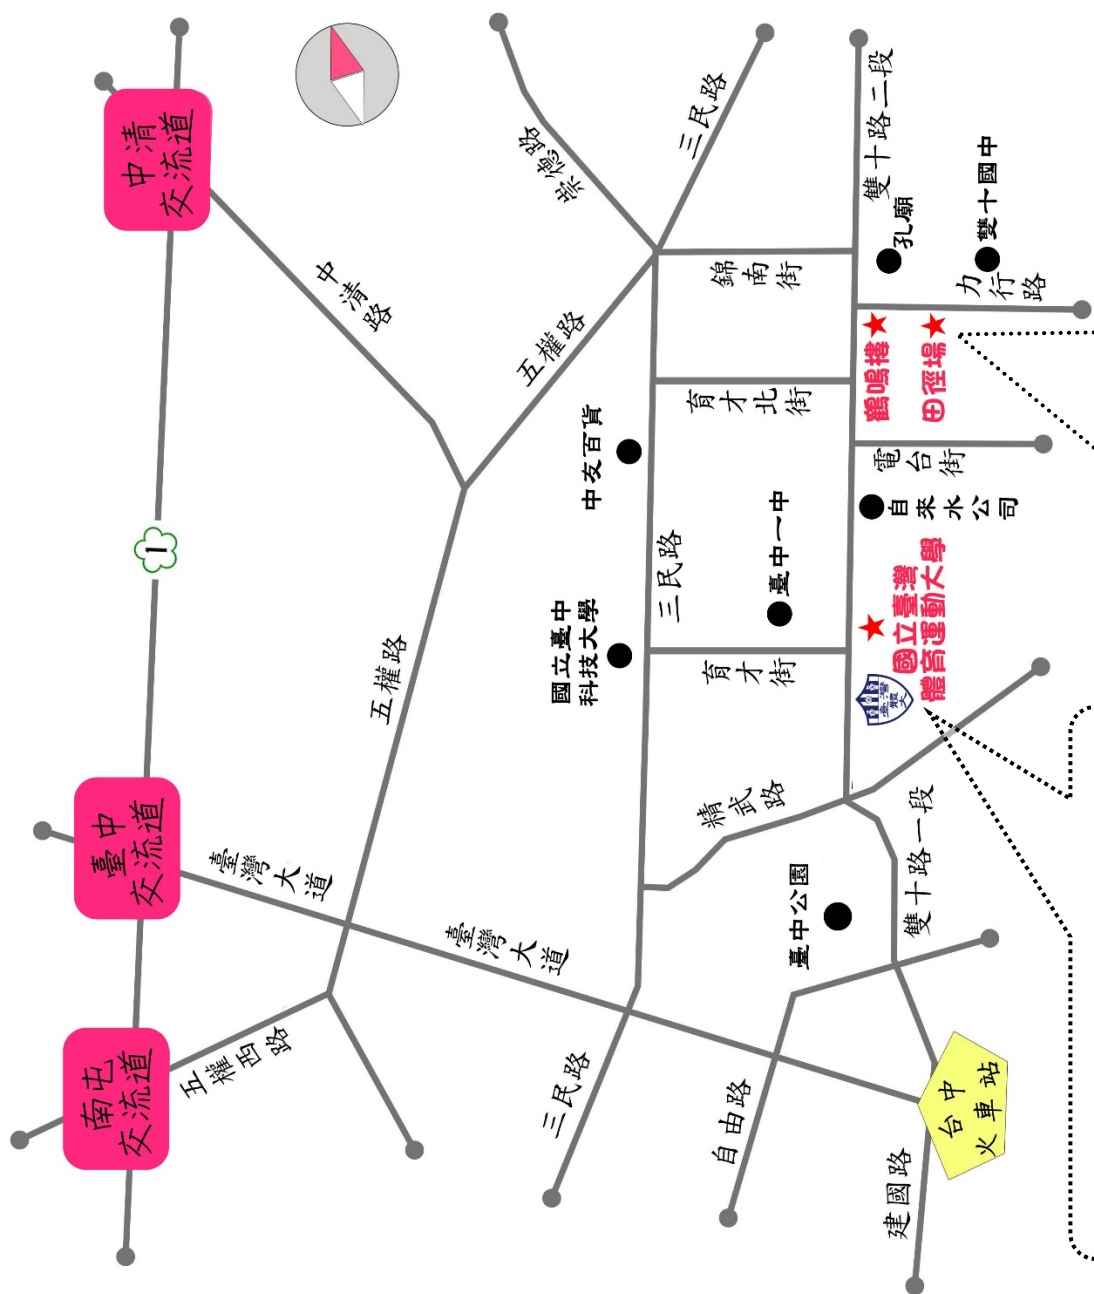 中清
交流道
1
臺中
交流道
南屯
交流道
中清路
五權路
五權路
臺灣大道
臺灣大道
五權西路
崇德路
三民路
三民路
三民路
錦南街
育才北街
育才街
精武路
雙十路二段
雙十路一段
力行路
電台街
自由路
建國路
孔廟
雙十國中
鶴鳴樓
田徑場
中友百貨
臺中一中
自來水公司
國立臺中
科技大學
國立臺灣
體育運動大學
臺灣
體大
臺中公園
台中
火車站